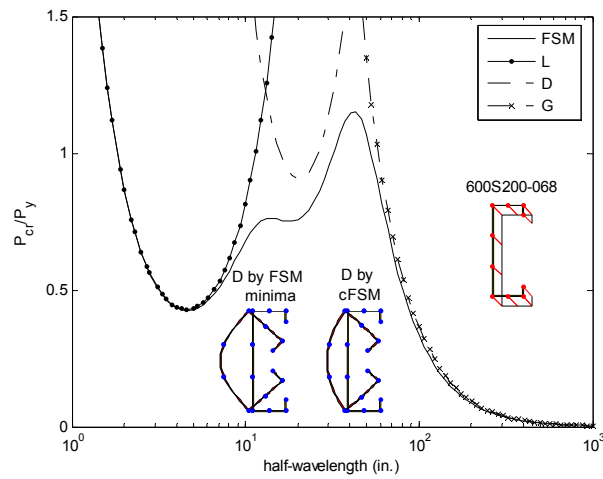 1.5
1
0.5
0
P_cr/P_y
FSM
L
D
G
600S200-068
D by FSM
minima
D by
cFSM
10^0
10^1
10^2
10^3
half-wavelength (in.)